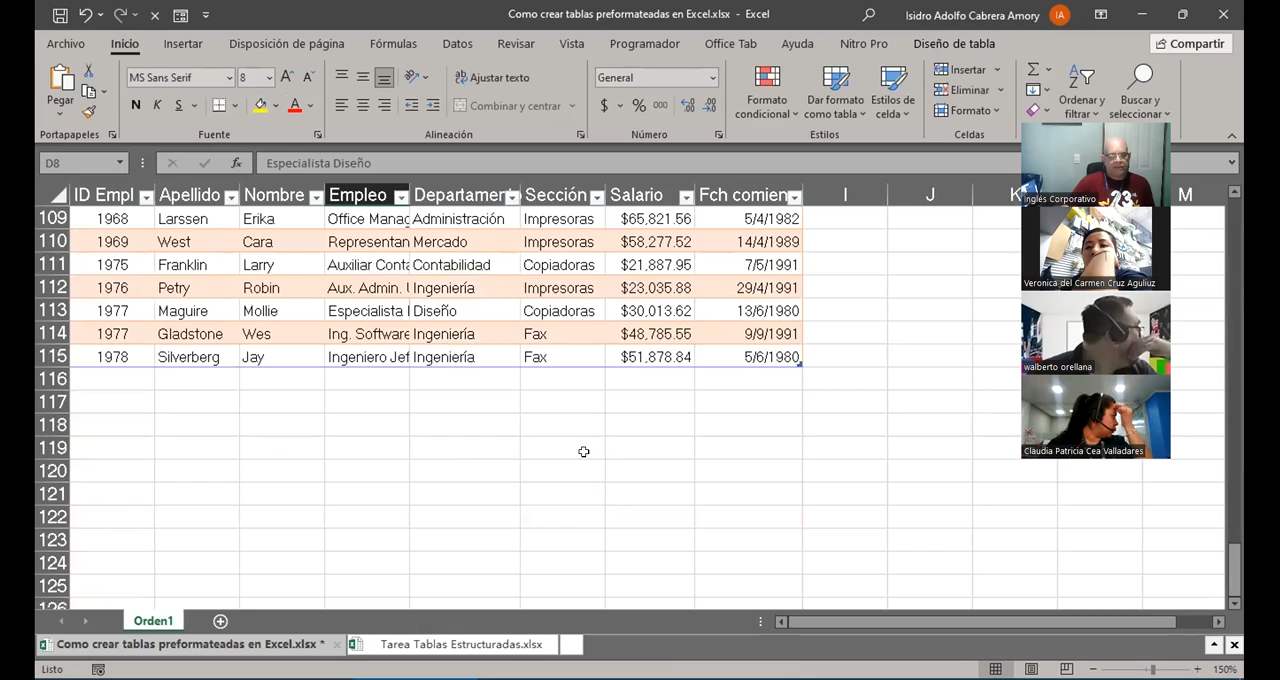 Como crear tablas preformateadas en Excel.xlsx - Excel
Isidro Adolfo Cabrera Amory IA
Archivo Inicio Insertar Disposición de página Fórmulas Datos Revisar Vista Programador Office Tab Ayuda Nitro Pro Diseño de tabla Compartir
Pegar
MS Sans Serif 8
Ajustar texto
General
Formato condicional
Dar formato como tabla
Estilos de celda
Insertar
Eliminar
Formato
Ordenar y filtrar
Buscar y seleccionar
N K S
Combinar y centrar
$ % 000
Portapapeles Fuente Alineación Número Estilos Celdas
D8 fx Especialista Diseño
ID Empl Apellido Nombre Empleo Departamento Sección Salario Fch comien I J K M
109 1968 Larssen Erika Office Manag Administración Impresoras $65,821.56 5/4/1982
110 1969 West Cara Representan Mercado Impresoras $58,277.52 14/4/1989
111 1975 Franklin Larry Auxiliar Conta Contabilidad Copiadoras $21,887.95 7/5/1991
112 1976 Petry Robin Aux. Admin. Ingeniería Impresoras $23,035.88 29/4/1991
113 1977 Maguire Mollie Especialista Diseño Copiadoras $30,013.62 13/6/1980
114 1977 Gladstone Wes Ing. Software Ingeniería Fax $48,785.55 9/9/1991
115 1978 Silverberg Jay Ingeniero Jef Ingeniería Fax $51,878.84 5/6/1980
116
117
118
119
120
121
122
123
124
125
126
Inglés Corporativo
Veronica del Carmen Cruz Aguiluz
walberto orellana
Claudia Patricia Cea Valladares
Orden1
Como crear tablas preformateadas en Excel.xlsx * Tarea Tablas Estructuradas.xlsx
Listo 150%